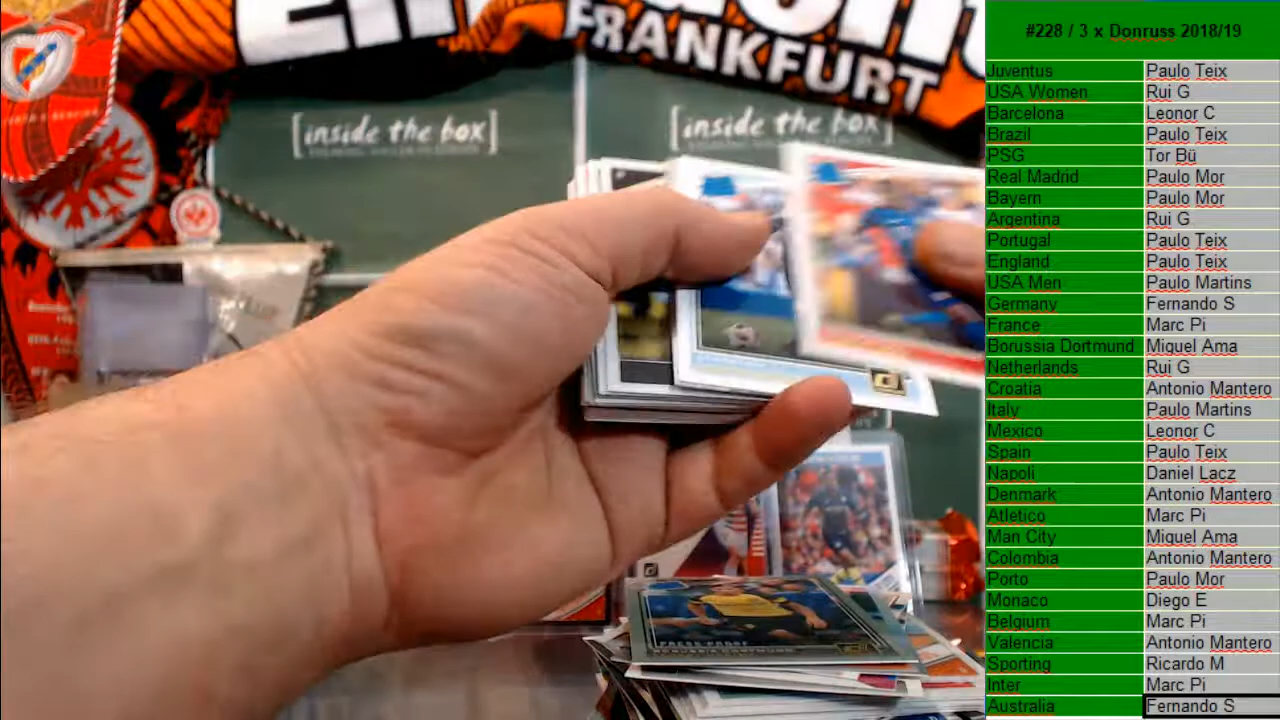 FRANKFURT
[inside the box]
[inside the box]
#228 / 3 x Donruss 2018/19
Juventus Paulo Teix
USA Women Rui G
Barcelona Leonor C
Brazil Paulo Teix
PSG Tor Bü
Real Madrid Paulo Mor
Bayern Paulo Mor
Argentina Rui G
Portugal Paulo Teix
England Paulo Teix
USA Men Paulo Martins
Germany Fernando S
France Marc Pi
Borussia Dortmund Miguel Ama
Netherlands Rui G
Croatia Antonio Mantero
Italy Paulo Martins
Mexico Leonor C
Spain Paulo Teix
Napoli Daniel Lacz
Denmark Antonio Mantero
Atletico Marc Pi
Man City Miguel Ama
Colombia Antonio Mantero
Porto Paulo Mor
Monaco Diego E
Belgium Marc Pi
Valencia Antonio Mantero
Sporting Ricardo M
Inter Marc Pi
Australia Fernando S
PRESS PROOF